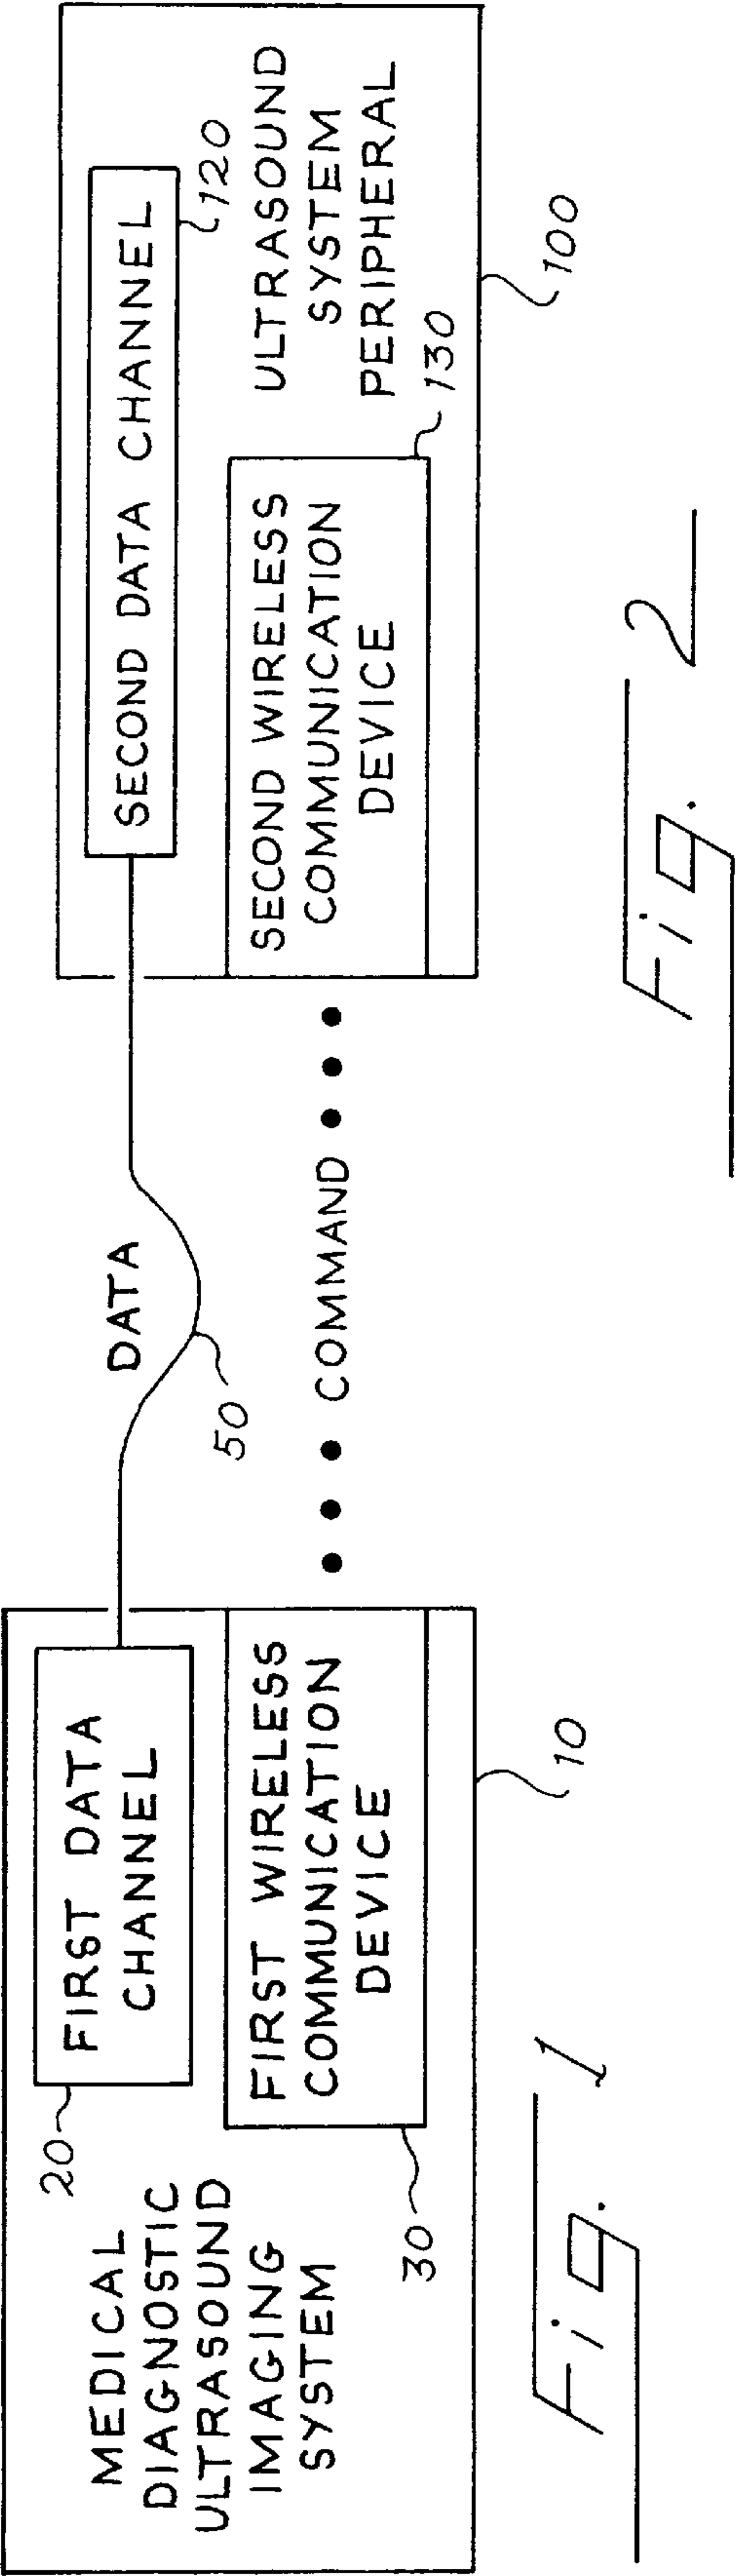 MEDICAL
DIAGNOSTIC
ULTRASOUND
IMAGING
SYSTEM
20
FIRST DATA
CHANNEL
30
FIRST WIRELESS
COMMUNICATION
DEVICE
10
Fig. 1
DATA
50
COMMAND
SECOND DATA CHANNEL
120
SECOND WIRELESS
COMMUNICATION
DEVICE
130
ULTRASOUND
SYSTEM
PERIPHERAL
100
Fig. 2